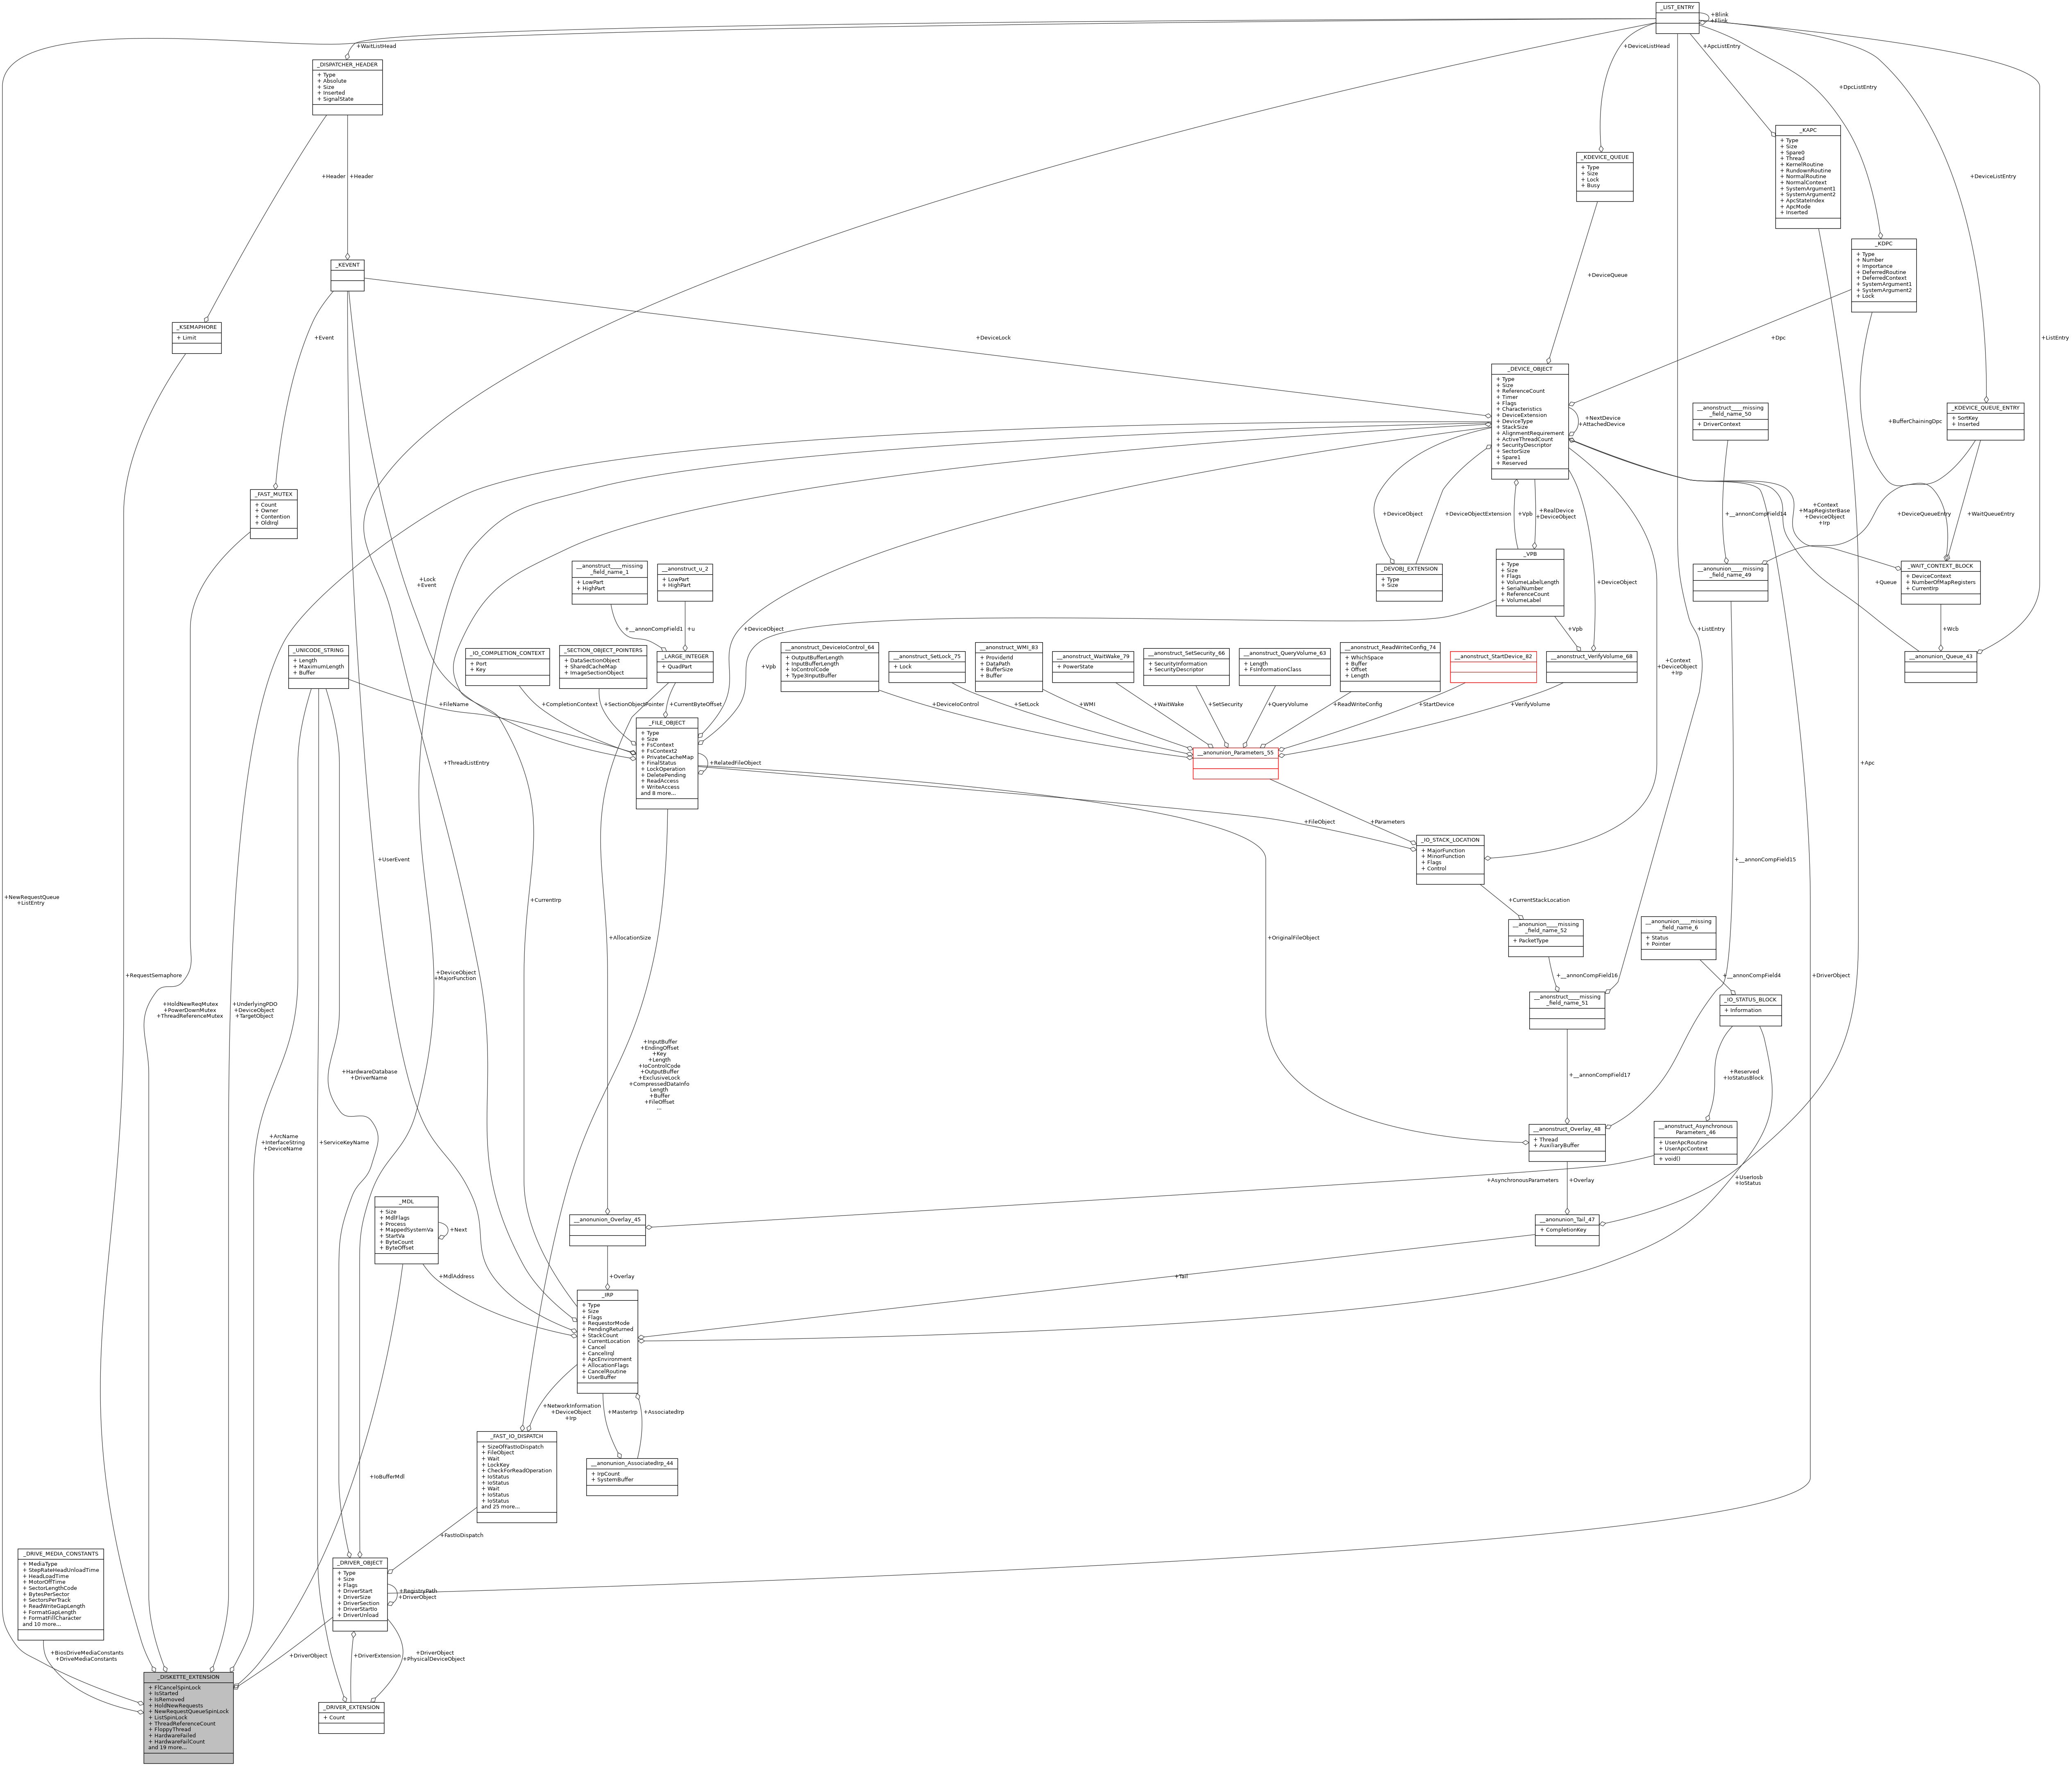 _LIST_ENTRY
+Blink
+Flink
+WaitListHead
+DeviceListHead
+ApcListEntry
_DISPATCHER_HEADER
+ Type
+ Absolute
+ Size
+ Inserted
+ SignalState
+DpcListEntry
_KAPC
+ Type
+ Size
+ Spare0
+ Thread
+ KernelRoutine
+ RundownRoutine
+ NormalRoutine
+ NormalContext
+ SystemArgument1
+ SystemArgument2
+ ApcStateIndex
+ ApcMode
+ Inserted
_KDEVICE_QUEUE
+ Type
+ Size
+ Lock
+ Busy
+Header
+Header
+DeviceListEntry
_KDPC
+ Type
+ Number
+ Importance
+ DeferredRoutine
+ DeferredContext
+ SystemArgument1
+ SystemArgument2
+ Lock
_KEVENT
+DeviceQueue
_KSEMAPHORE
+ Limit
+Event
+DeviceLock
+Dpc
+ListEntry
_DEVICE_OBJECT
+ Type
+ Size
+ ReferenceCount
+ Timer
+ Flags
+ Characteristics
+ DeviceExtension
+ DeviceType
+ StackSize
+ AlignmentRequirement
+ ActiveThreadCount
+ SecurityDescriptor
+ SectorSize
+ Spare1
+ Reserved
+NextDevice
+AttachedDevice
__anonstruct____missing
_field_name_50
+ DriverContext
_KDEVICE_QUEUE_ENTRY
+ SortKey
+ Inserted
+BufferChainingDpc
_FAST_MUTEX
+ Count
+ Owner
+ Contention
+ OldIrql
+DeviceObject
+DeviceObjectExtension
+Vpb
+RealDevice
+DeviceObject
+__annonCompField14
+Context
+MapRegisterBase
+DeviceObject
+Irp
+DeviceQueueEntry
+WaitQueueEntry
_VPB
+ Type
+ Size
+ Flags
+ VolumeLabelLength
+ SerialNumber
+ ReferenceCount
+ VolumeLabel
_DEVOBJ_EXTENSION
+ Type
+ Size
+DeviceObject
__anonunion____missing
_field_name_49
_WAIT_CONTEXT_BLOCK
+ DeviceContext
+ NumberOfMapRegisters
+ CurrentIrp
+Queue
+Lock
+Event
__anonstruct____missing
_field_name_1
+ LowPart
+ HighPart
__anonstruct_u_2
+ LowPart
+ HighPart
+__annonCompField1
+u
+DeviceObject
+Vpb
+ListEntry
+Wcb
_UNICODE_STRING
+ Length
+ MaximumLength
+ Buffer
_IO_COMPLETION_CONTEXT
+ Port
+ Key
_SECTION_OBJECT_POINTERS
+ DataSectionObject
+ SharedCacheMap
+ ImageSectionObject
_LARGE_INTEGER
+ QuadPart
+Vpb
__anonstruct_DeviceIoControl_64
+ OutputBufferLength
+ InputBufferLength
+ IoControlCode
+ Type3InputBuffer
__anonstruct_SetLock_75
+ Lock
__anonstruct_WMI_83
+ ProviderId
+ DataPath
+ BufferSize
+ Buffer
__anonstruct_WaitWake_79
+ PowerState
__anonstruct_SetSecurity_66
+ SecurityInformation
+ SecurityDescriptor
__anonstruct_QueryVolume_63
+ Length
+ FsInformationClass
__anonstruct_ReadWriteConfig_74
+ WhichSpace
+ Buffer
+ Offset
+ Length
__anonstruct_StartDevice_82
__anonstruct_VerifyVolume_68
__anonunion_Queue_43
+Context
+DeviceObject
+Irp
+FileName
+CompletionContext
+SectionObjectPointer
+CurrentByteOffset
+DeviceIoControl
+SetLock
+WMI
+WaitWake
+SetSecurity
+QueryVolume
+ReadWriteConfig
+StartDevice
+VerifyVolume
_FILE_OBJECT
+ Type
+ Size
+ FsContext
+ FsContext2
+ PrivateCacheMap
+ FinalStatus
+ LockOperation
+ DeletePending
+ ReadAccess
+ WriteAccess
and 8 more...
+RelatedFileObject
__anonunion_Parameters_55
+ThreadListEntry
+Apc
+FileObject
+Parameters
_IO_STACK_LOCATION
+ MajorFunction
+ MinorFunction
+ Flags
+ Control
+UserEvent
+__annonCompField15
+NewRequestQueue
+ListEntry
+CurrentIrp
+CurrentStackLocation
__anonunion____missing
_field_name_52
+ PacketType
__anonunion____missing
_field_name_6
+ Status
+ Pointer
+AllocationSize
+OriginalFileObject
+RequestSemaphore
+DeviceObject
+MajorFunction
+__annonCompField16
+__annonCompField4
+DriverObject
__anonstruct____missing
_field_name_51
_IO_STATUS_BLOCK
+ Information
+HoldNewReqMutex
+PowerDownMutex
+ThreadReferenceMutex
+UnderlyingPDO
+DeviceObject
+TargetObject
+HardwareDatabase
+DriverName
+InputBuffer
+EndingOffset
+Key
+Length
+IoControlCode
+OutputBuffer
+ExclusiveLock
+CompressedDataInfo
Length
+Buffer
+FileOffset
...
+__annonCompField17
+Reserved
+IoStatusBlock
+ArcName
+InterfaceString
+DeviceName
+ServiceKeyName
__anonstruct_Overlay_48
+ Thread
+ AuxiliaryBuffer
__anonstruct_Asynchronous
Parameters_46
+ UserApcRoutine
+ UserApcContext
+ void()
+AsynchronousParameters
+Overlay
+UserIosb
+IoStatus
_MDL
+ Size
+ MdlFlags
+ Process
+ MappedSystemVa
+ StartVa
+ ByteCount
+ ByteOffset
+Next
__anonunion_Overlay_45
__anonunion_Tail_47
+ CompletionKey
+MdlAddress
+Overlay
+Tail
_IRP
+ Type
+ Size
+ Flags
+ RequestorMode
+ PendingReturned
+ StackCount
+ CurrentLocation
+ Cancel
+ CancelIrql
+ ApcEnvironment
+ AllocationFlags
+ CancelRoutine
+ UserBuffer
+NetworkInformation
+DeviceObject
+Irp
+MasterIrp
+AssociatedIrp
_FAST_IO_DISPATCH
+ SizeOfFastIoDispatch
+ FileObject
+ Wait
+ LockKey
+ CheckForReadOperation
+ IoStatus
+ IoStatus
+ Wait
+ IoStatus
+ IoStatus
and 25 more...
__anonunion_AssociatedIrp_44
+ IrpCount
+ SystemBuffer
+IoBufferMdl
+FastIoDispatch
_DRIVE_MEDIA_CONSTANTS
+ MediaType
+ StepRateHeadUnloadTime
+ HeadLoadTime
+ MotorOffTime
+ SectorLengthCode
+ BytesPerSector
+ SectorsPerTrack
+ ReadWriteGapLength
+ FormatGapLength
+ FormatFillCharacter
and 10 more...
_DRIVER_OBJECT
+ Type
+ Size
+ Flags
+ DriverStart
+ DriverSize
+ DriverSection
+ DriverStartIo
+ DriverUnload
+RegistryPath
+DriverObject
+BiosDriveMediaConstants
+DriveMediaConstants
+DriverObject
+DriverExtension
+DriverObject
+PhysicalDeviceObject
_DISKETTE_EXTENSION
+ FlCancelSpinLock
+ IsStarted
+ IsRemoved
+ HoldNewRequests
+ NewRequestQueueSpinLock
+ ListSpinLock
+ ThreadReferenceCount
+ FloppyThread
+ HardwareFailed
+ HardwareFailCount
and 19 more...
_DRIVER_EXTENSION
+ Count